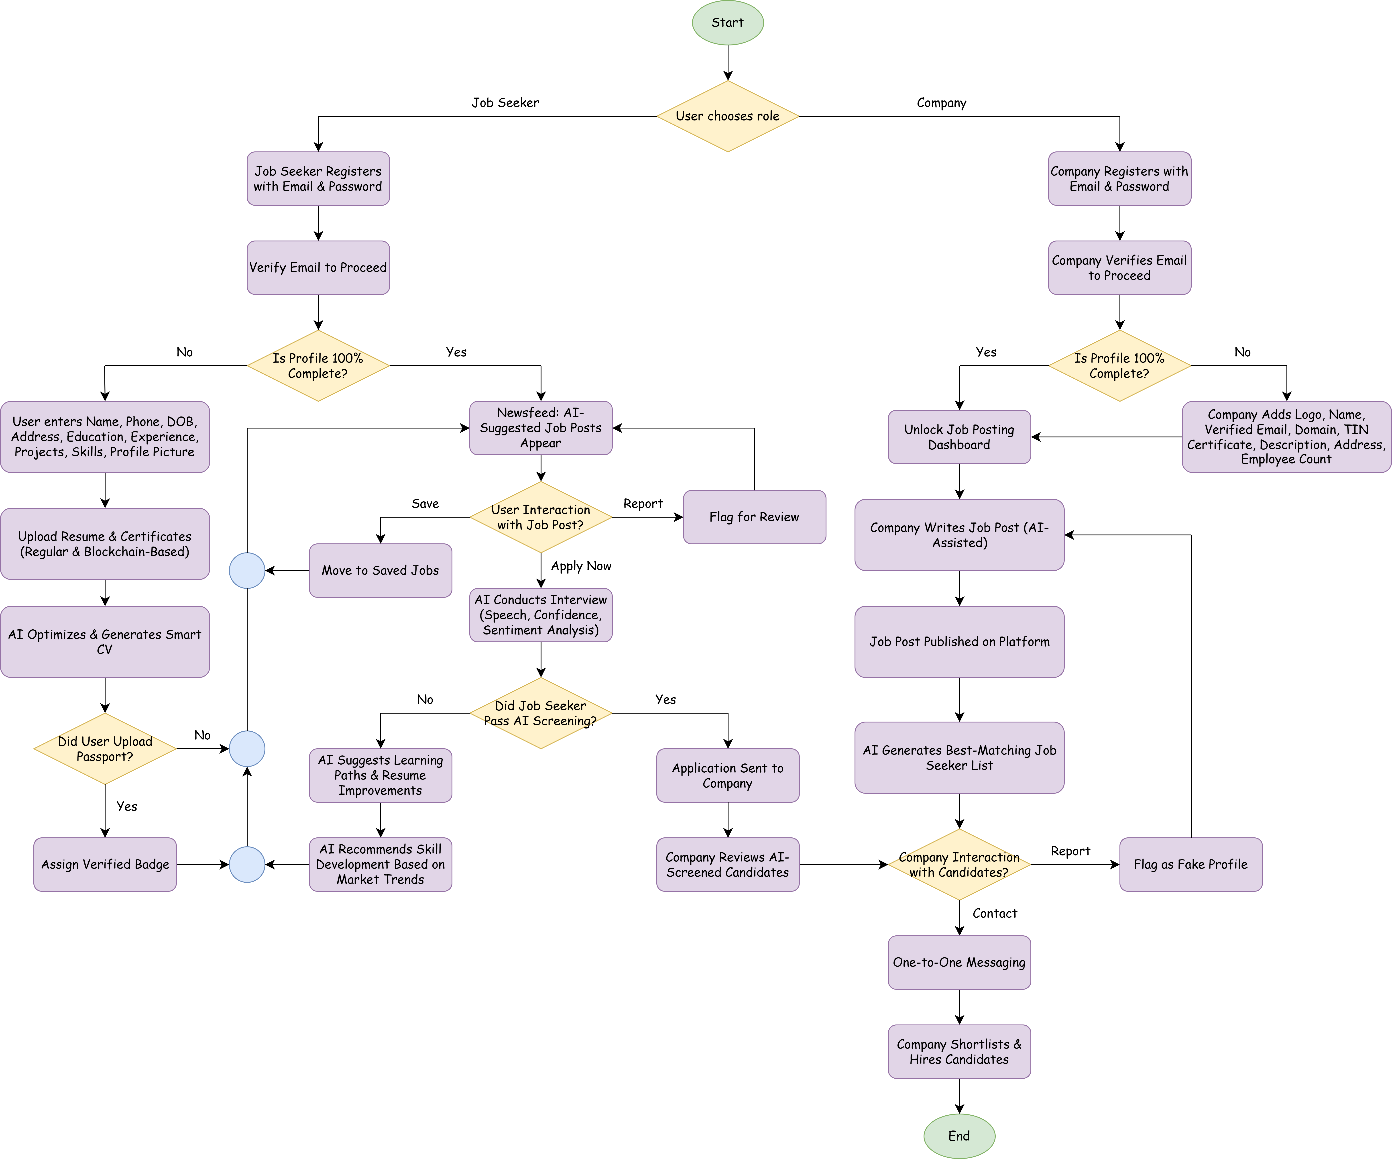 Start
User chooses role
Job Seeker
Company
Job Seeker Registers
with Email & Password
Company Registers with
Email & Password
Verify Email to Proceed
Company Verifies Email
to Proceed
Is Profile 100%
Complete?
No
Yes
Is Profile 100%
Complete?
Yes
No
User enters Name, Phone, DOB,
Address, Education, Experience,
Projects, Skills, Profile Picture
Newsfeed: AI-
Suggested Job Posts
Appear
Unlock Job Posting
Dashboard
Company Adds Logo, Name,
Verified Email, Domain, TIN
Certificate, Description, Address,
Employee Count
Upload Resume & Certificates
(Regular & Blockchain-Based)
User Interaction
with Job Post?
Save
Report
Apply Now
Flag for Review
Move to Saved Jobs
Company Writes Job Post (AI-
Assisted)
AI Optimizes & Generates Smart
CV
AI Conducts Interview
(Speech, Confidence,
Sentiment Analysis)
Job Post Published on Platform
Did User Upload
Passport?
No
Yes
Did Job Seeker
Pass AI Screening?
No
Yes
AI Suggests Learning
Paths & Resume
Improvements
Application Sent to
Company
AI Generates Best-Matching Job
Seeker List
Assign Verified Badge
AI Recommends Skill
Development Based on
Market Trends
Company Reviews AI-
Screened Candidates
Company Interaction
with Candidates?
Report
Contact
Flag as Fake Profile
One-to-One Messaging
Company Shortlists &
Hires Candidates
End